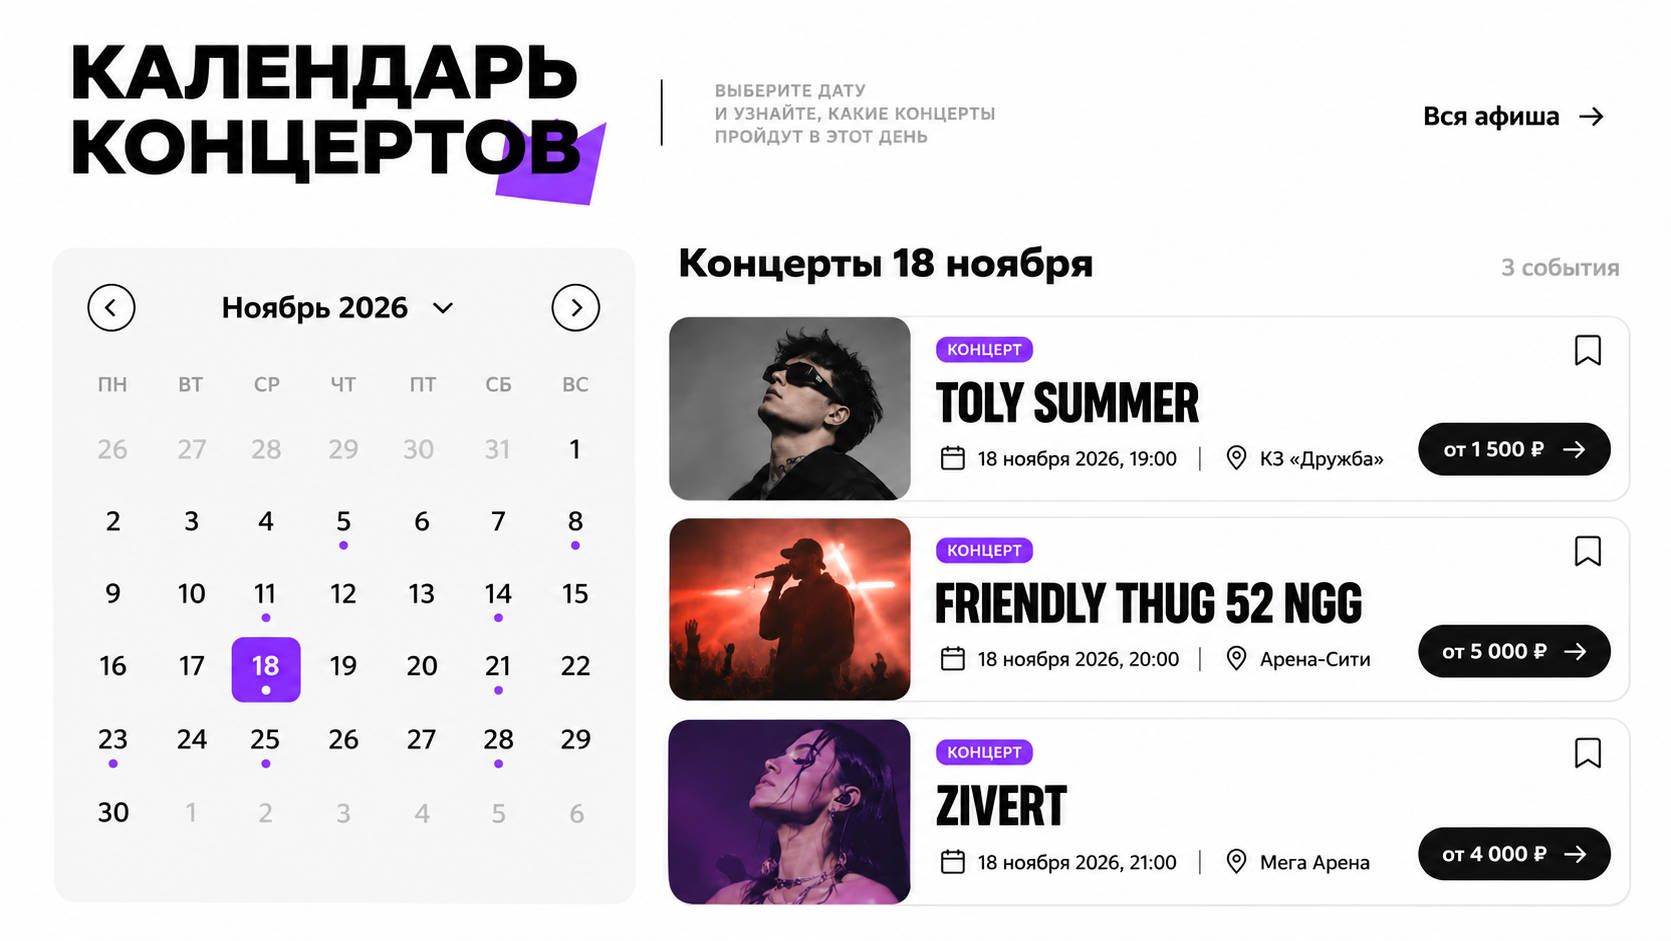 КАЛЕНДАРЬ
КОНЦЕРТОВ
ВЫБЕРИТЕ ДАТУ
И УЗНАЙТЕ, КАКИЕ КОНЦЕРТЫ
ПРОЙДУТ В ЭТОТ ДЕНЬ
Вся афиша
Ноябрь 2026
ПН ВТ СР ЧТ ПТ СБ ВС
26 27 28 29 30 31 1
2 3 4 5 6 7 8
9 10 11 12 13 14 15
16 17 18 19 20 21 22
23 24 25 26 27 28 29
30 1 2 3 4 5 6
Концерты 18 ноября
3 события
КОНЦЕРТ
TOLY SUMMER
18 ноября 2026, 19:00 | КЗ «Дружба»
от 1 500 ₽
КОНЦЕРТ
FRIENDLY THUG 52 NGG
18 ноября 2026, 20:00 | Арена-Сити
от 5 000 ₽
КОНЦЕРТ
ZIVERT
18 ноября 2026, 21:00 | Мега Арена
от 4 000 ₽